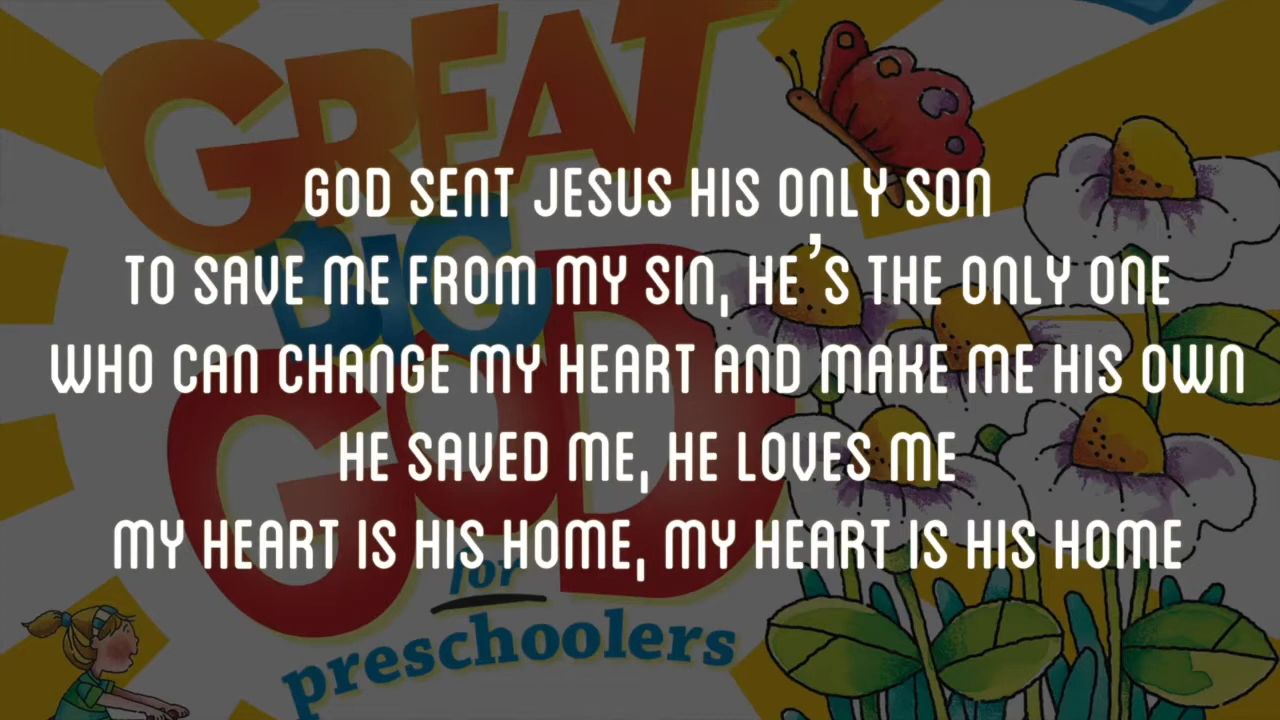 GOD SENT JESUS HIS ONLY SON
TO SAVE ME FROM MY SIN, HE'S THE ONLY ONE
WHO CAN CHANGE MY HEART AND MAKE ME HIS OWN
HE SAVED ME, HE LOVES ME
MY HEART IS HIS HOME, MY HEART IS HIS HOME
GREAT
BIG
GOD
for
preschoolers